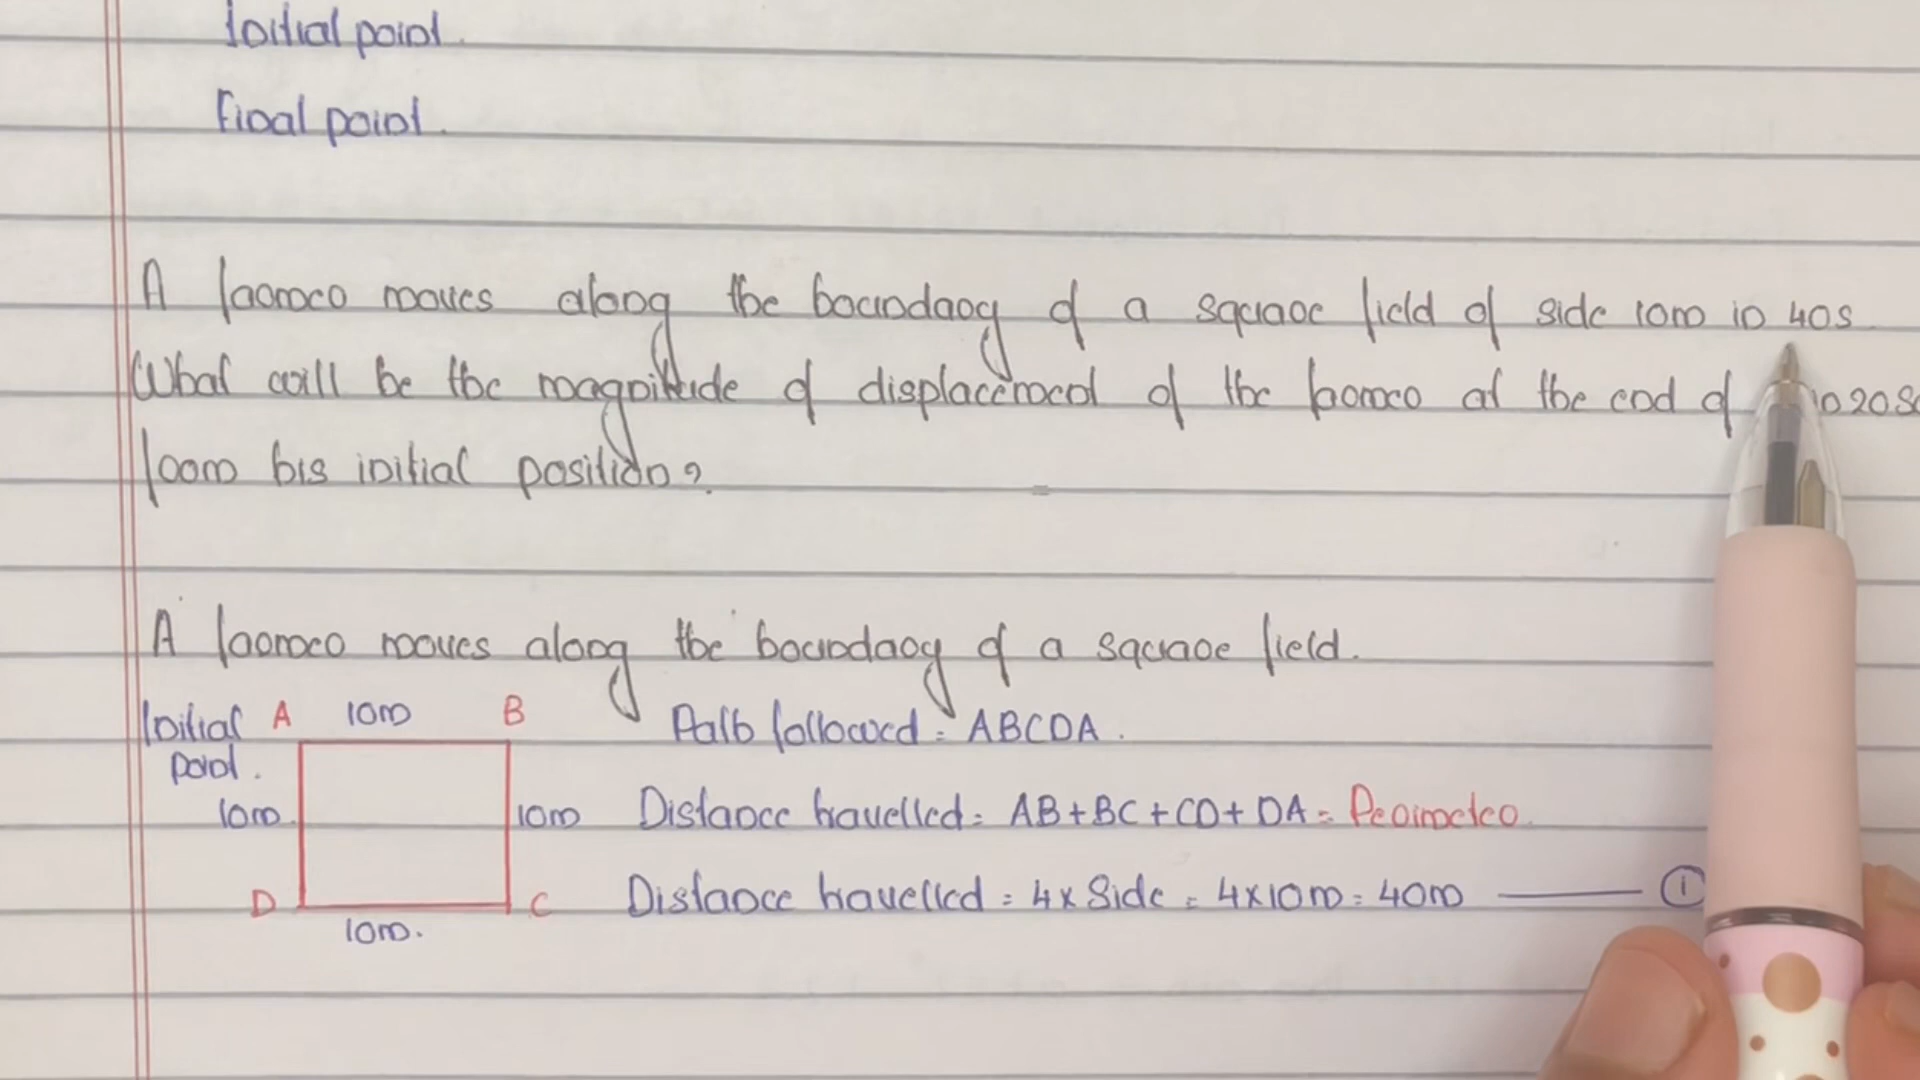 Initial point.
Final point.
A farmer moves along the boundary of a square field of side 10m in 40s.
What will be the magnitude of displacement of the farmer at the end of
from his initial position?
A farmer moves along the boundary of a square field.
Initial point.
A 10m B
10m
10m
D C
10m.
Path followed = ABCDA.
Distance travelled = AB+BC+CD+DA = Perimeter.
Distance travelled = 4x Side = 4x10m = 40m ——— 1